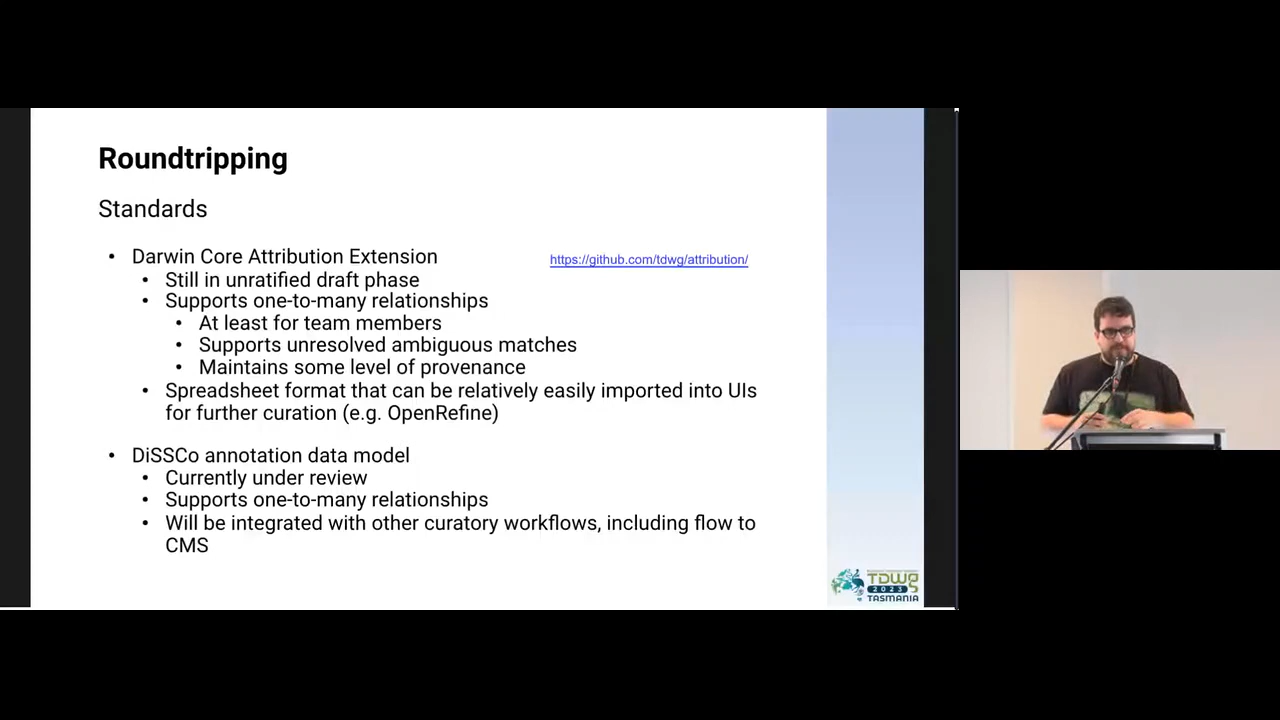 Roundtripping
Standards
• Darwin Core Attribution Extension
https://github.com/tdwg/attribution/
• Still in unratified draft phase
• Supports one-to-many relationships
• At least for team members
• Supports unresolved ambiguous matches
• Maintains some level of provenance
• Spreadsheet format that can be relatively easily imported into UIs
for further curation (e.g. OpenRefine)
• DiSSCo annotation data model
• Currently under review
• Supports one-to-many relationships
• Will be integrated with other curatory workflows, including flow to
CMS
TDWG
2023
TASMANIA